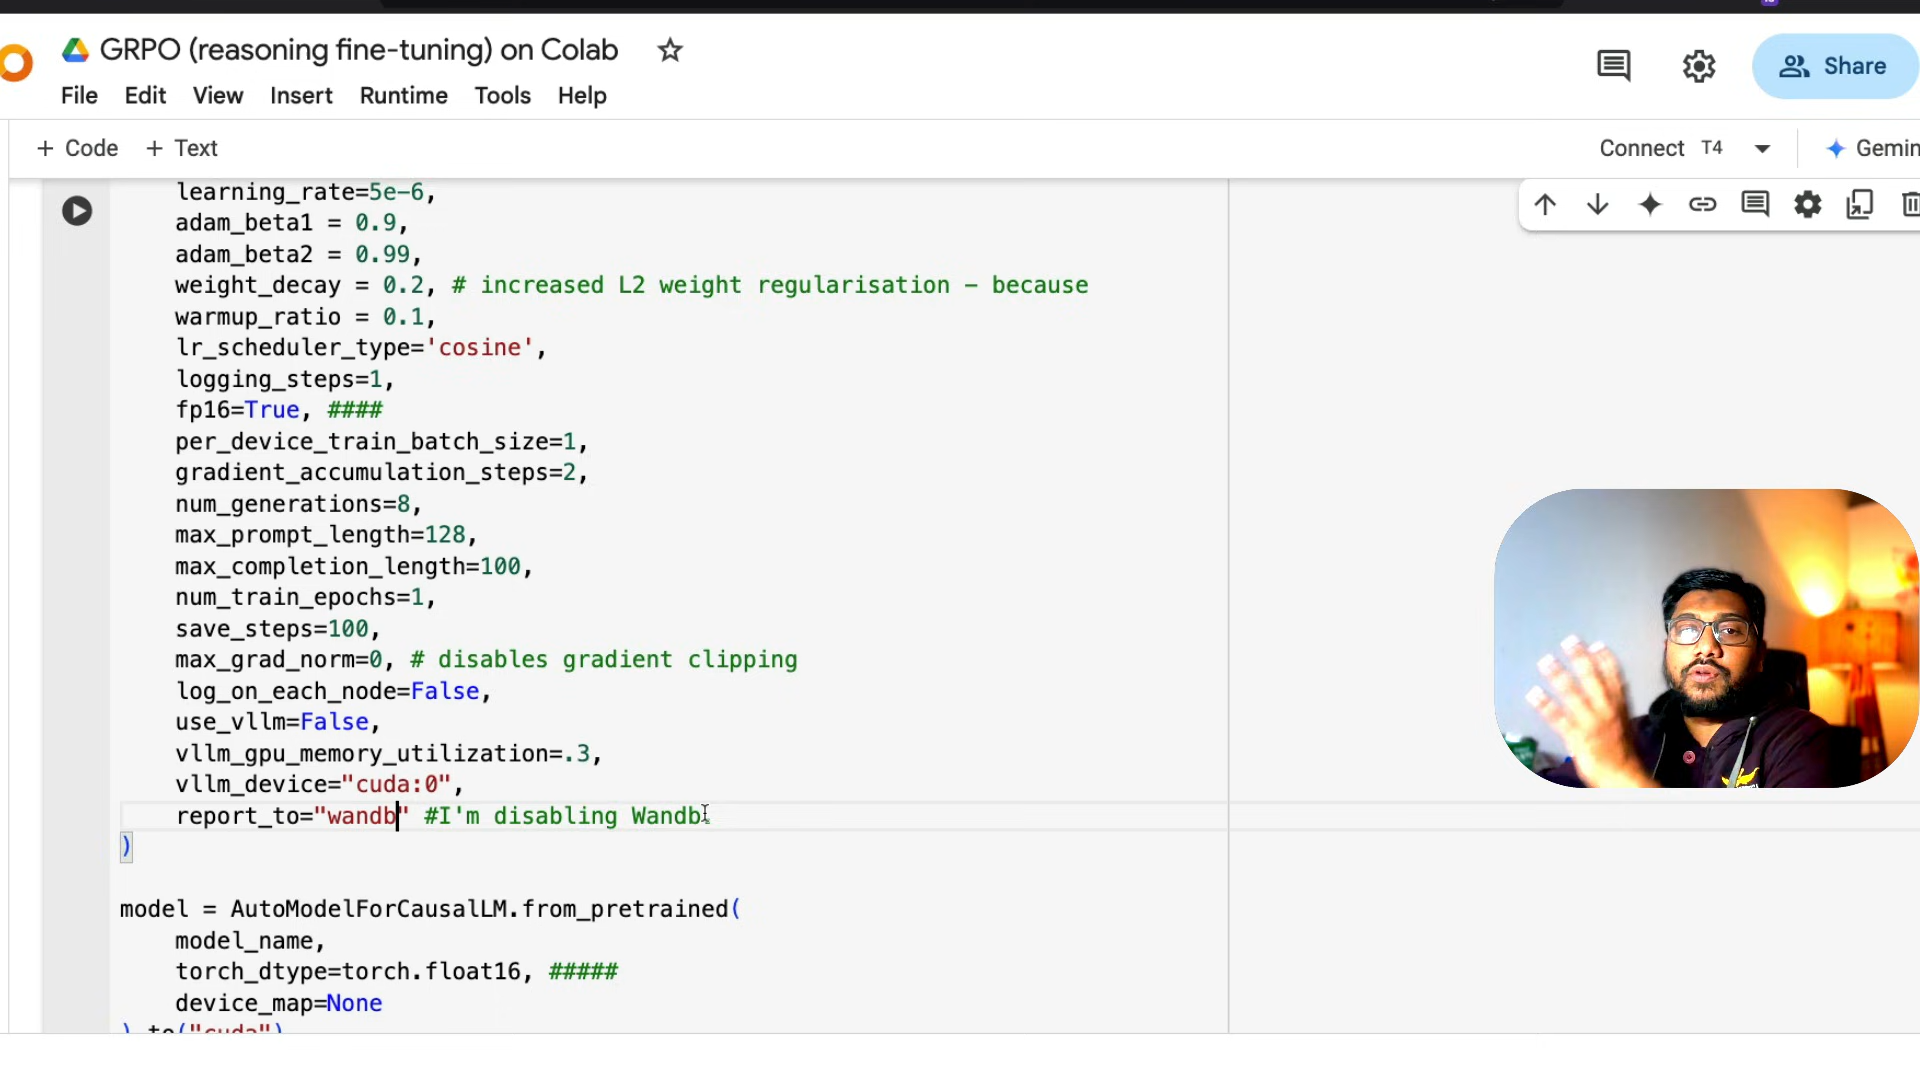 GRPO (reasoning fine-tuning) on Colab
File Edit View Insert Runtime Tools Help
Share
+ Code + Text
Connect T4
learning_rate=5e-6,
adam_beta1 = 0.9,
adam_beta2 = 0.99,
weight_decay = 0.2, # increased L2 weight regularisation - because
warmup_ratio = 0.1,
lr_scheduler_type='cosine',
logging_steps=1,
fp16=True, ####
per_device_train_batch_size=1,
gradient_accumulation_steps=2,
num_generations=8,
max_prompt_length=128,
max_completion_length=100,
num_train_epochs=1,
save_steps=100,
max_grad_norm=0, # disables gradient clipping
log_on_each_node=False,
use_vllm=False,
vllm_gpu_memory_utilization=.3,
vllm_device="cuda:0",
report_to="wandb" #I'm disabling Wandb.
)
model = AutoModelForCausalLM.from_pretrained(
model_name,
torch_dtype=torch.float16, #####
device_map=None
).to("cuda")